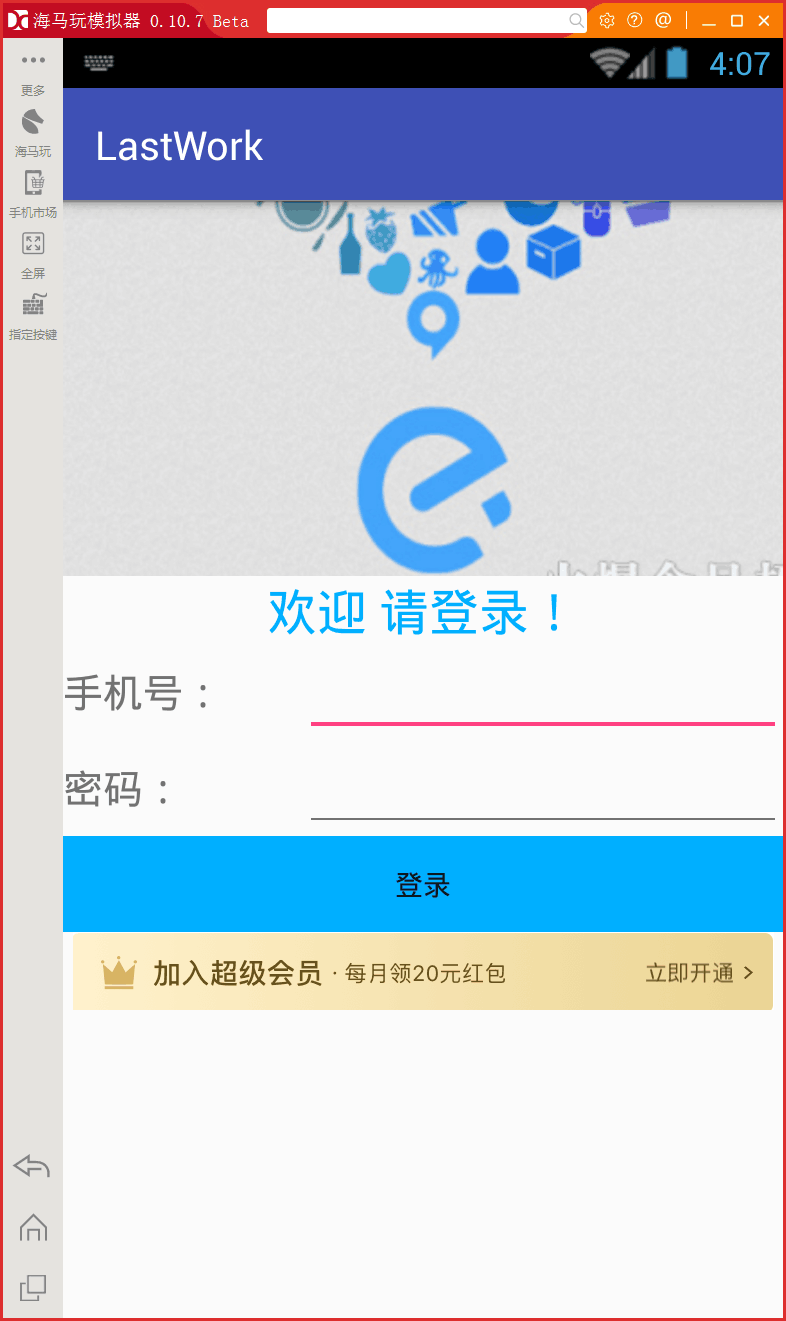 海马玩模拟器 0.10.7 Beta
更多
海马玩
手机市场
全屏
指定按键
4:07
LastWork
欢迎 请登录！
手机号：
密码：
登录
加入超级会员 · 每月领20元红包 立即开通